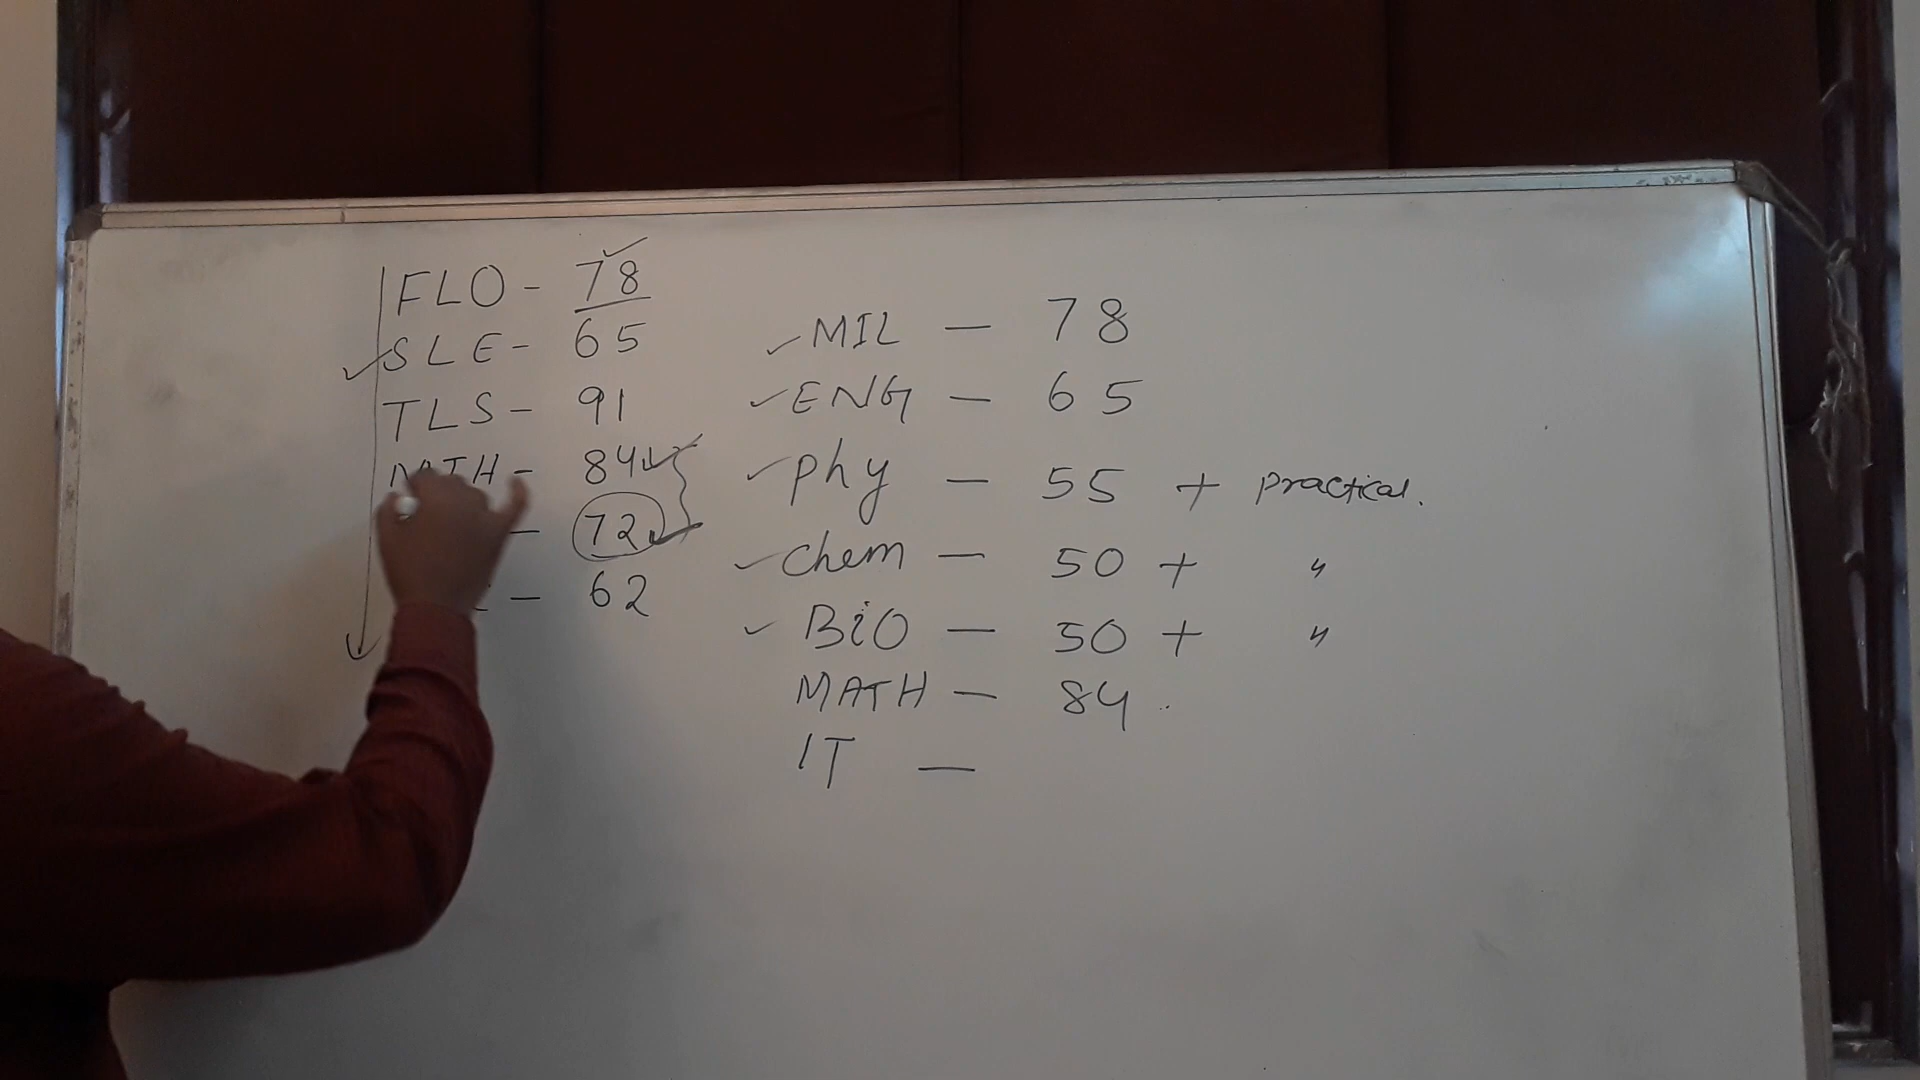 FLO - 78
SLE - 65
TLS - 91
MTH - 84
- 72
- 62
MIL - 78
ENG - 65
Phy - 55 + Practical.
Chem - 50 + "
BiO - 50 + "
MATH - 84
IT -